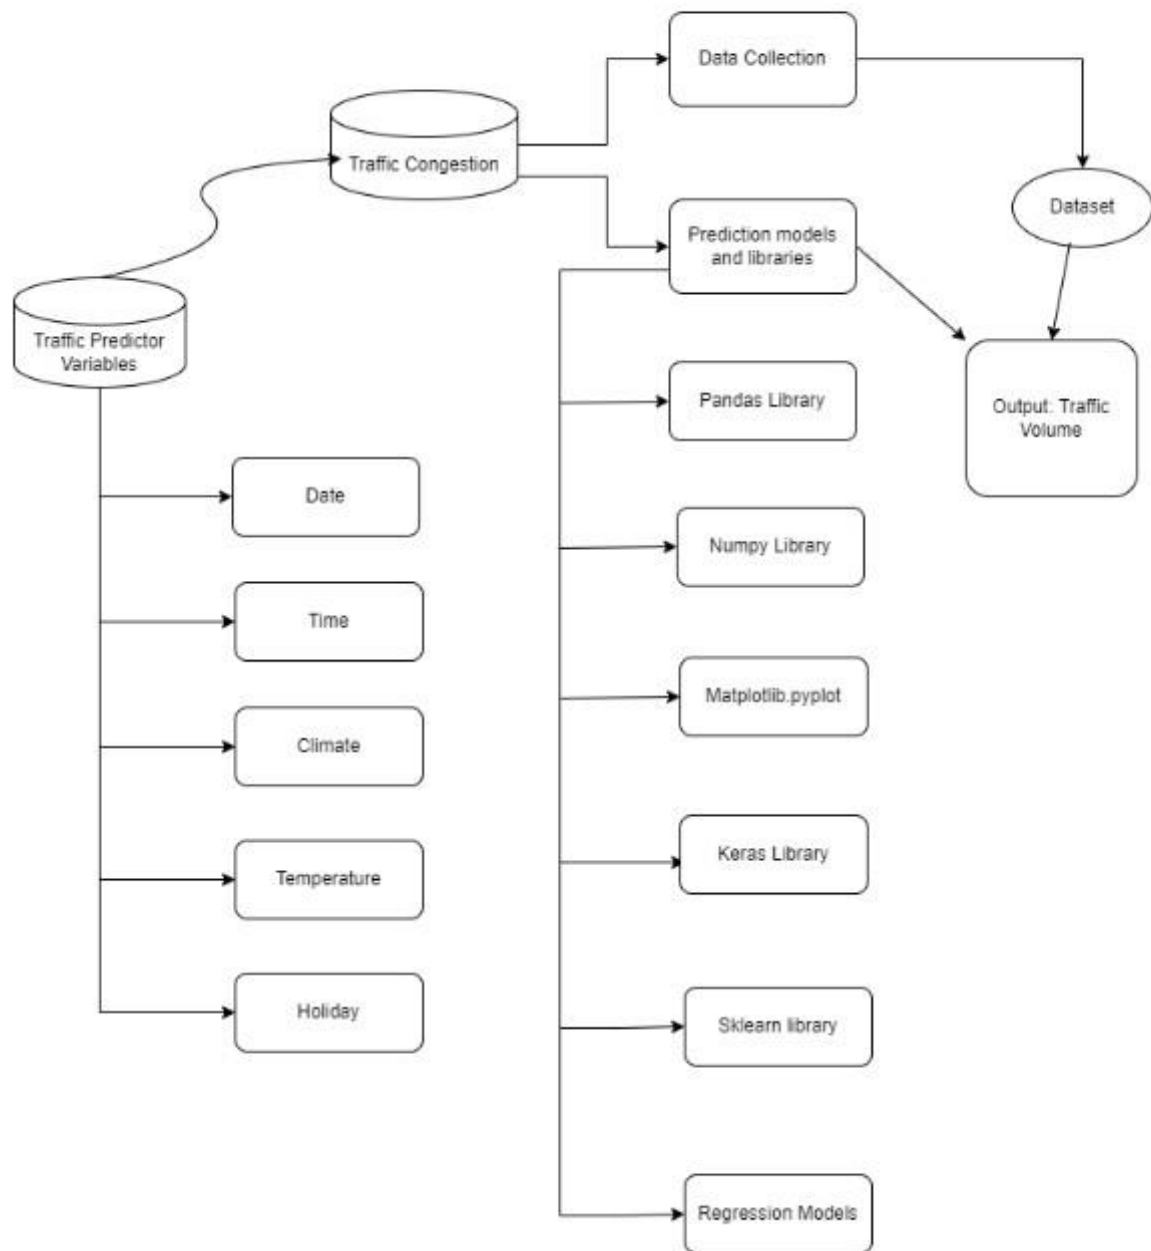 Data Collection
Traffic Congestion
Dataset
Prediction models
and libraries
Traffic Predictor
Variables
Pandas Library
Output: Traffic
Volume
Date
Numpy Library
Time
Matplotlib.pyplot
Climate
Keras Library
Temperature
Holiday
Sklearn library
Regression Models